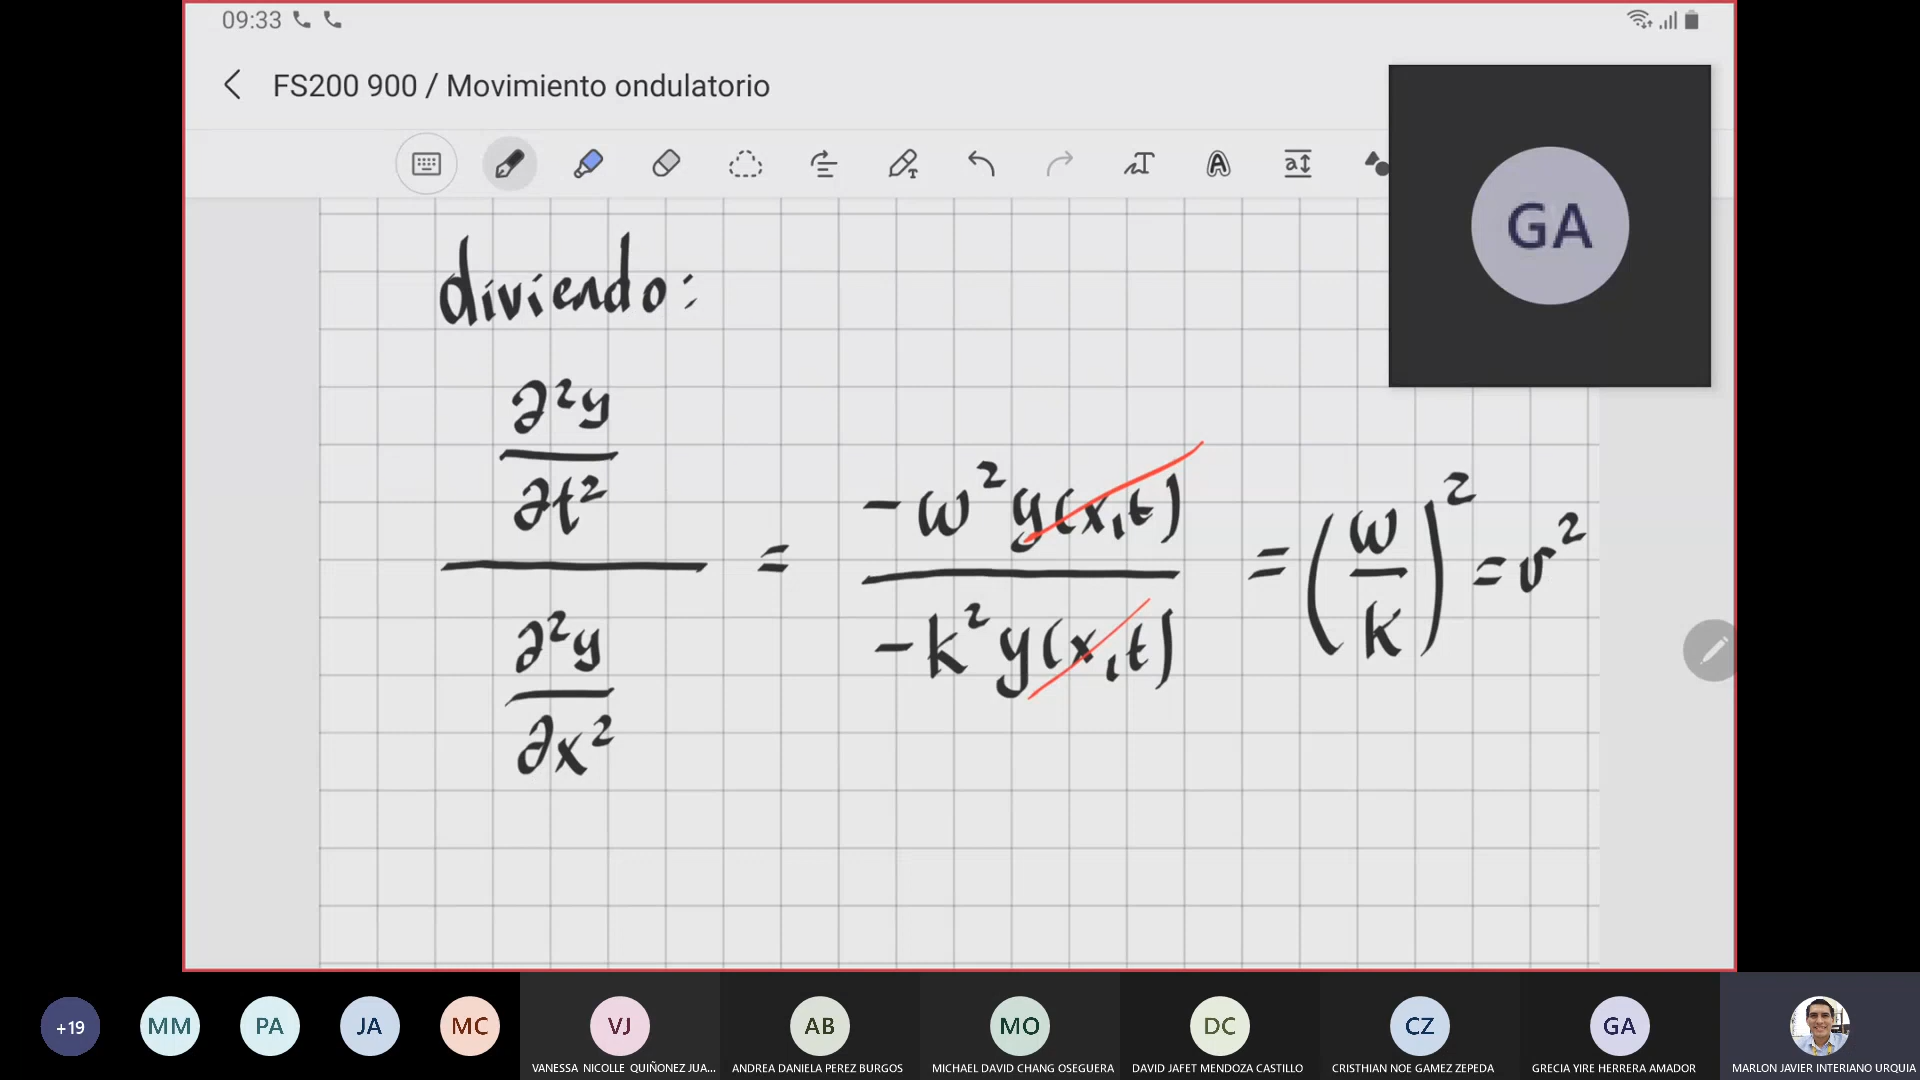 09:33
FS200 900 / Movimiento ondulatorio
GA
dividendo:
∂²y
∂t²
∂²y
∂x²
=
-ω²y(x,t)
-k²y(x,t)
= (ω/k)² = v²
+19
MM
PA
JA
MC
VJ
AB
MO
DC
CZ
GA
VANESSA NICOLLE QUIÑONEZ JUA...
ANDREA DANIELA PEREZ BURGOS
MICHAEL DAVID CHANG OSEGUERA
DAVID JAFET MENDOZA CASTILLO
CRISTHIAN NOE GAMEZ ZEPEDA
GRECIA YIRE HERRERA AMADOR
MARLON JAVIER INTERIANO URQUIA